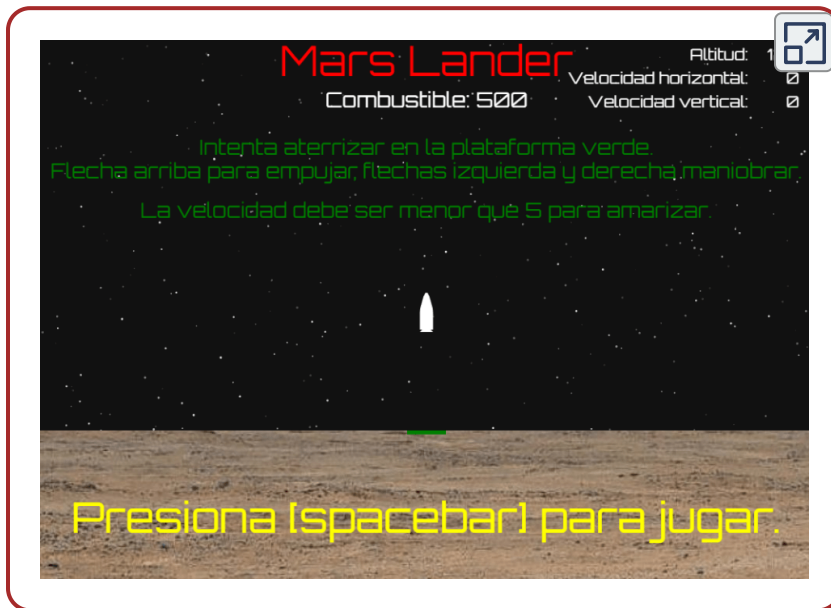 Mars Lander
Combustible: 500
Altitud:
Velocidad horizontal: 0
Velocidad vertical: 0
Intenta aterrizar en la plataforma verde.
Flecha arriba para empujar, flechas izquierda y derecha maniobrar.
La velocidad debe ser menor que 5 para amarizar.
Presiona [spacebar] para jugar.